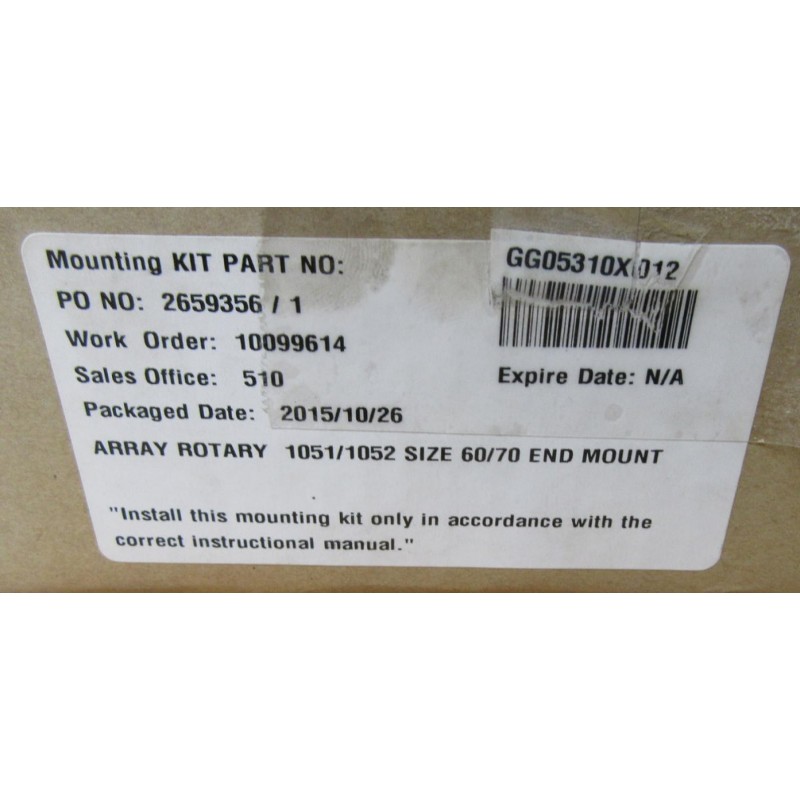 Mounting KIT PART NO: GG05310X012
PO NO: 2659356 / 1
Work Order: 10099614
Sales Office: 510 Expire Date: N/A
Packaged Date: 2015/10/26
ARRAY ROTARY 1051/1052 SIZE 60/70 END MOUNT
"Install this mounting kit only in accordance with the
correct instructional manual."